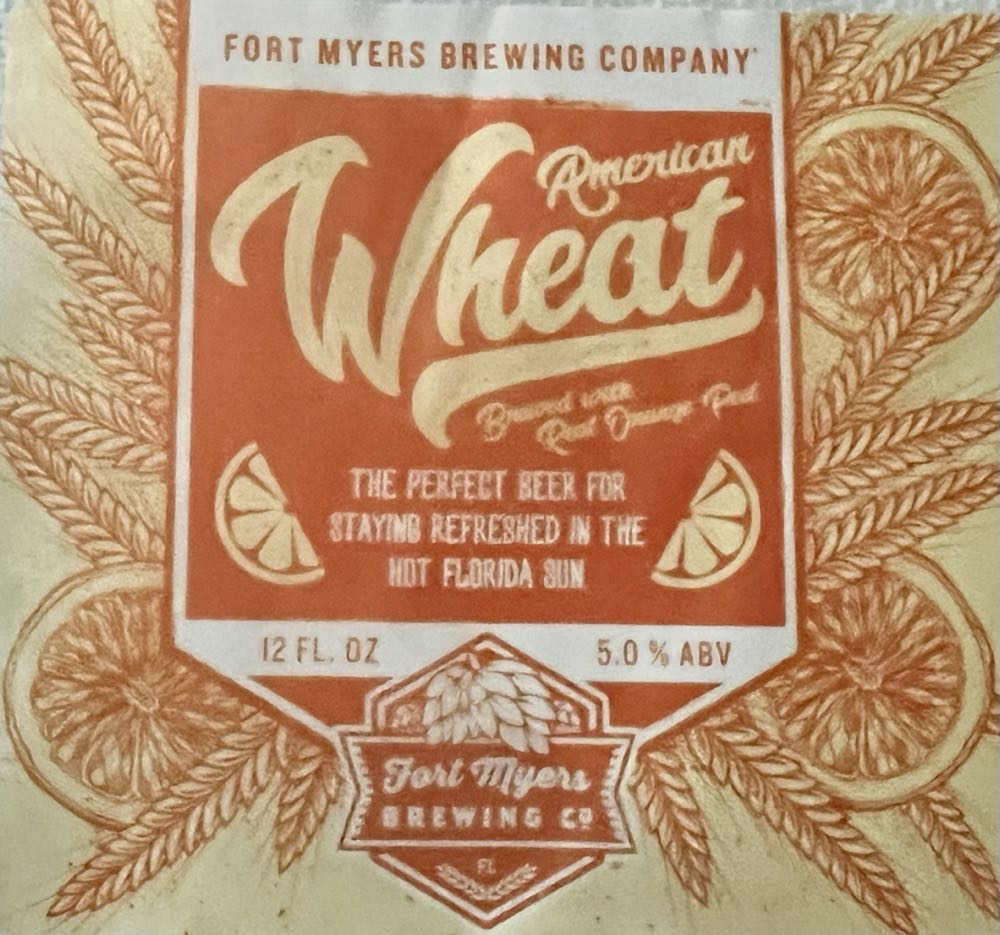 FORT MYERS BREWING COMPANY
American
Wheat
Brewed with
Real Orange Peel
THE PERFECT BEER FOR
STAYING REFRESHED IN THE
HOT FLORIDA SUN
12 FL. OZ
5.0 % ABV
Fort Myers
BREWING CO
FL